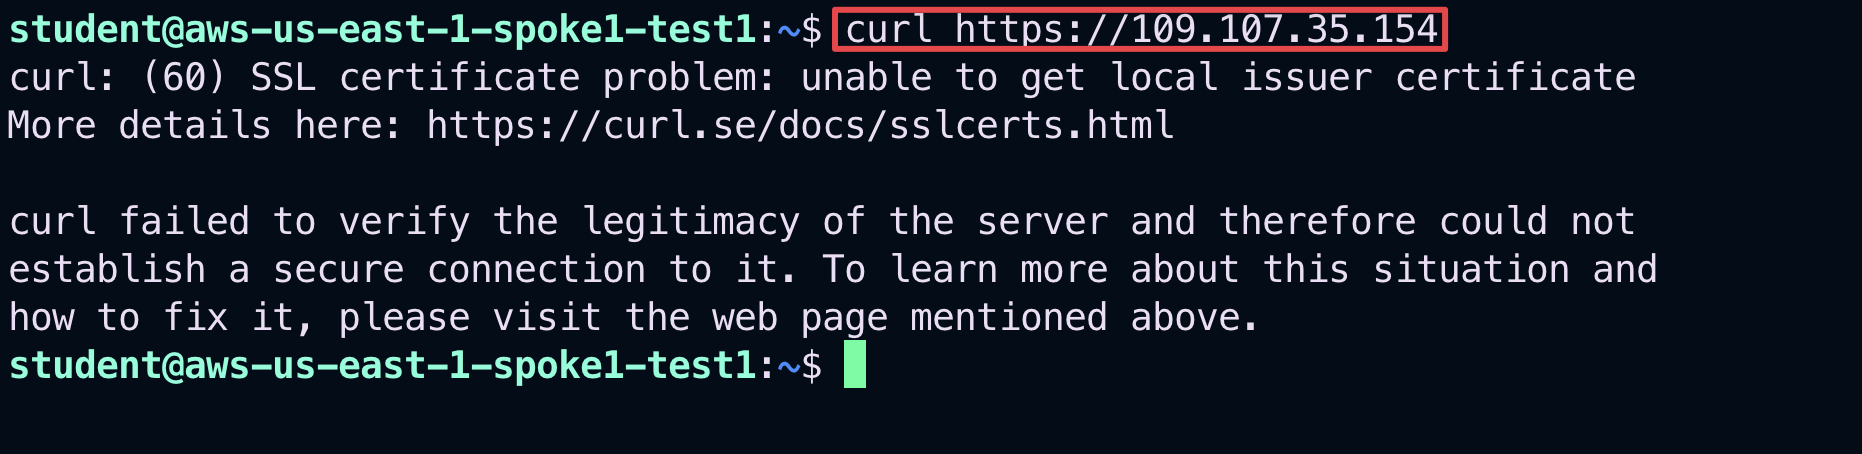 student@aws-us-east-1-spoke1-test1:~$ curl https://109.107.35.154
curl: (60) SSL certificate problem: unable to get local issuer certificate
More details here: https://curl.se/docs/sslcerts.html
curl failed to verify the legitimacy of the server and therefore could not
establish a secure connection to it. To learn more about this situation and
how to fix it, please visit the web page mentioned above.
student@aws-us-east-1-spoke1-test1:~$